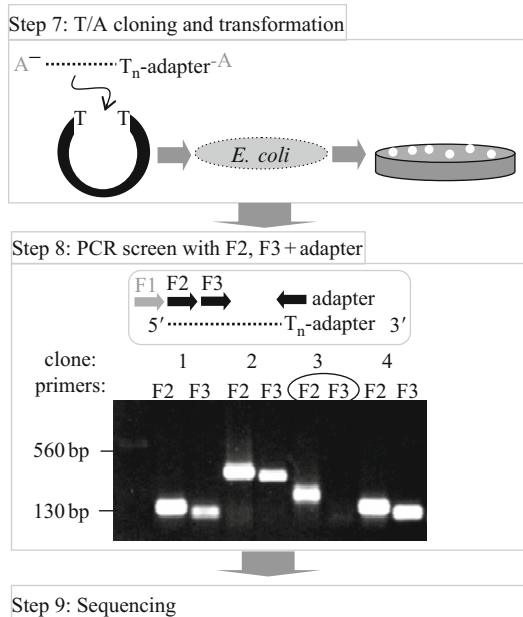 Step 7: T/A cloning and transformation
A– Tn-adapter-A
T T
E. coli
Step 8: PCR screen with F2, F3 + adapter
F1 F2 F3
adapter
5′ Tn-adapter 3′
clone: 1 2 3 4
primers: F2 F3 F2 F3 F2 F3 F2 F3
560 bp
130 bp
Step 9: Sequencing